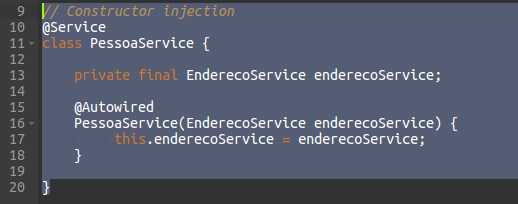 9 // Constructor injection
10 @Service
11 class PessoaService {
12
13     private final EnderecoService enderecoService;
14
15     @Autowired
16     PessoaService(EnderecoService enderecoService) {
17         this.enderecoService = enderecoService;
18     }
19
20 }